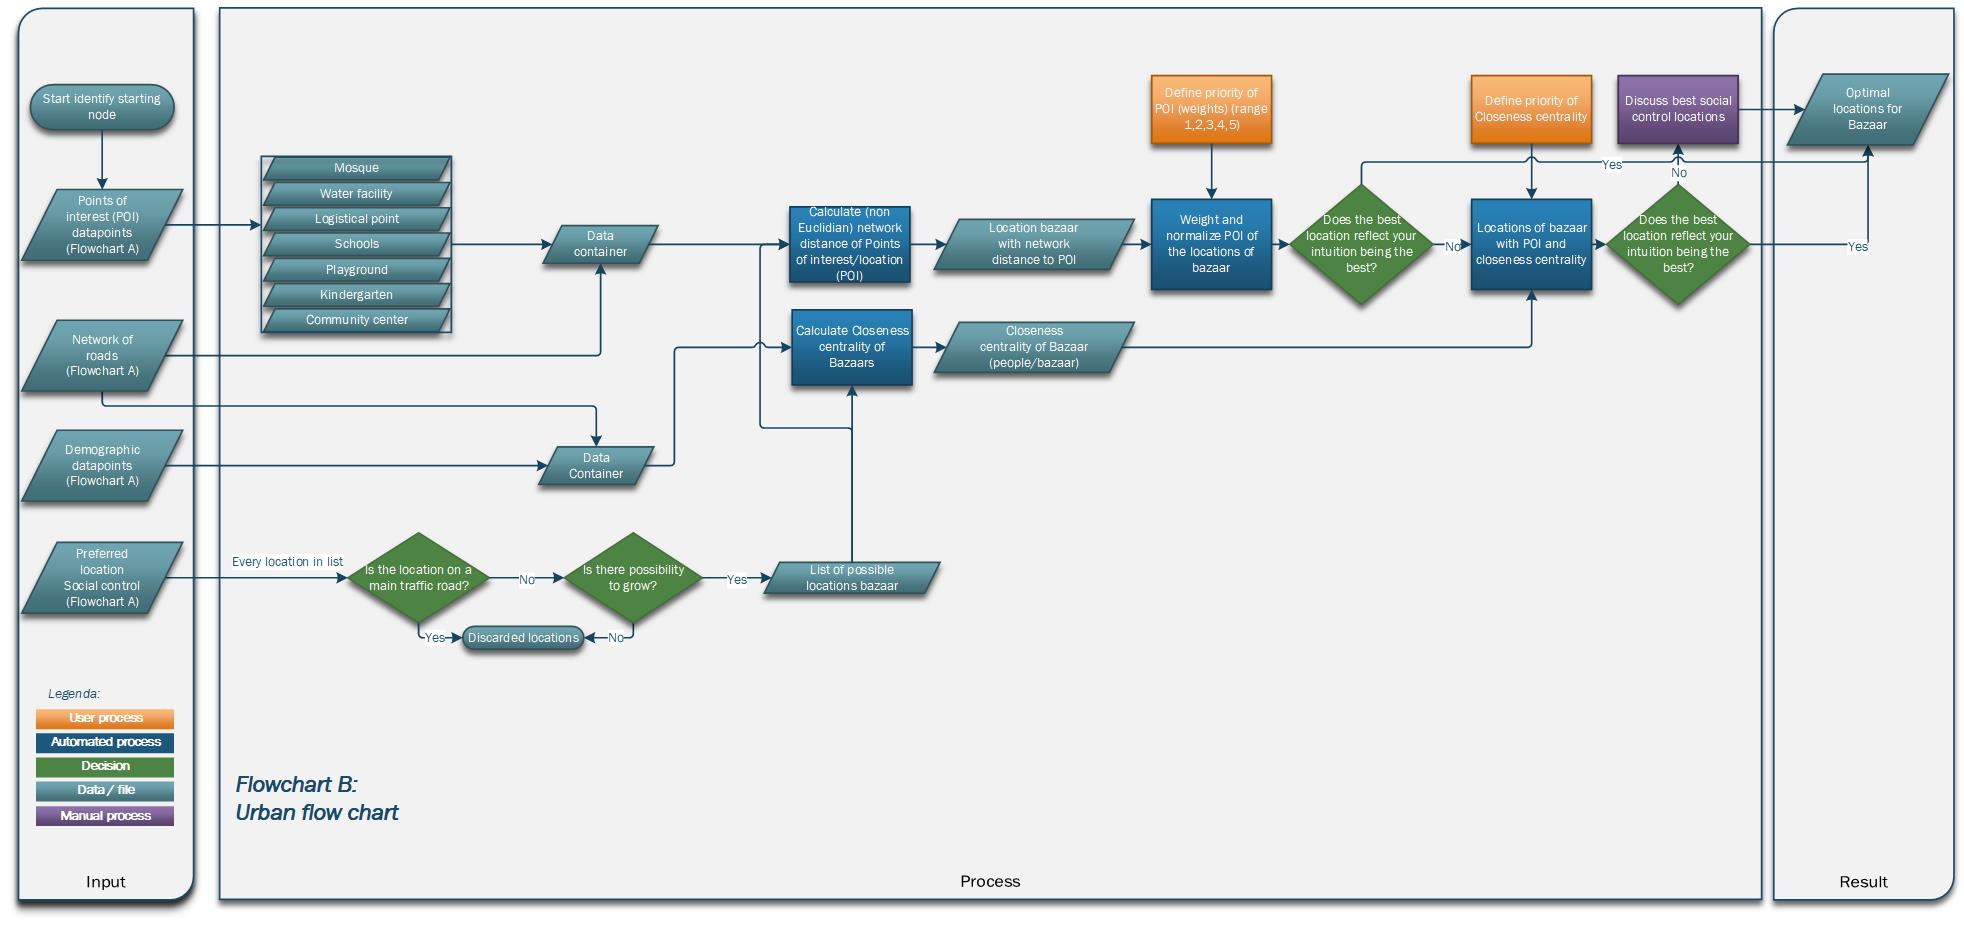 Start identify starting
node
Points of
interest (POI)
datapoints
(Flowchart A)
Network of
roads
(Flowchart A)
Demographic
datapoints
(Flowchart A)
Preferred
location
Social control
(Flowchart A)
Legenda:
User process
Automated process
Decision
Data / file
Manual process
Input
Mosque
Water facility
Logistical point
Schools
Playground
Kindergarten
Community center
Data
container
Data
Container
Every location in list
Is the location on a
main traffic road?
No
Is there possibility
to grow?
Yes
List of possible
locations bazaar
Yes
Discarded locations
No
Calculate (non
Euclidian) network
distance of Points
of interest/location
(POI)
Location bazaar
with network
distance to POI
Calculate Closeness
centrality of
Bazaars
Closeness
centrality of Bazaar
(people/bazaar)
Define priority of
POI (weights) (range
1,2,3,4,5)
Weight and
normalize POI of
the locations of
bazaar
Does the best
location reflect your
intuition being the
best?
Yes
No
Define priority of
Closeness centrality
Locations of bazaar
with POI and
closeness centrality
Discuss best social
control locations
No
Does the best
location reflect your
intuition being the
best?
Yes
Optimal
locations for
Bazaar
Flowchart B:
Urban flow chart
Process
Result